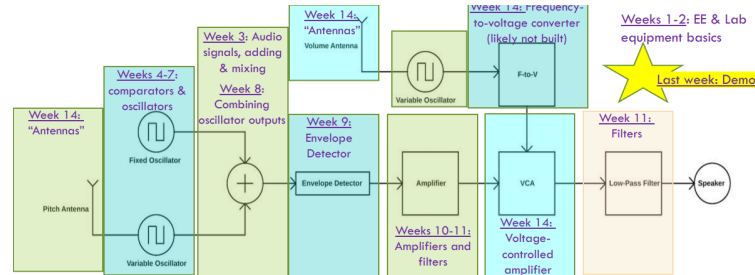 Week 14:
"Antennas"
Pitch Antenna
Weeks 4-7:
comparators &
oscillators
Fixed Oscillator
Variable Oscillator
Week 3: Audio
signals, adding
& mixing
Week 8:
Combining
oscillator outputs
Week 14:
"Antennas"
Volume Antenna
Variable Oscillator
Week 14: Frequency-
to-voltage converter
(likely not built)
F-to-V
Weeks 1-2: EE & Lab
equipment basics
Last week: Demo
Week 9:
Envelope
Detector
Envelope Detector
Amplifier
Weeks 10-11:
Amplifiers and
filters
VCA
Week 14:
Voltage-
controlled
amplifier
Week 11:
Filters
Low-Pass Filter
Speaker